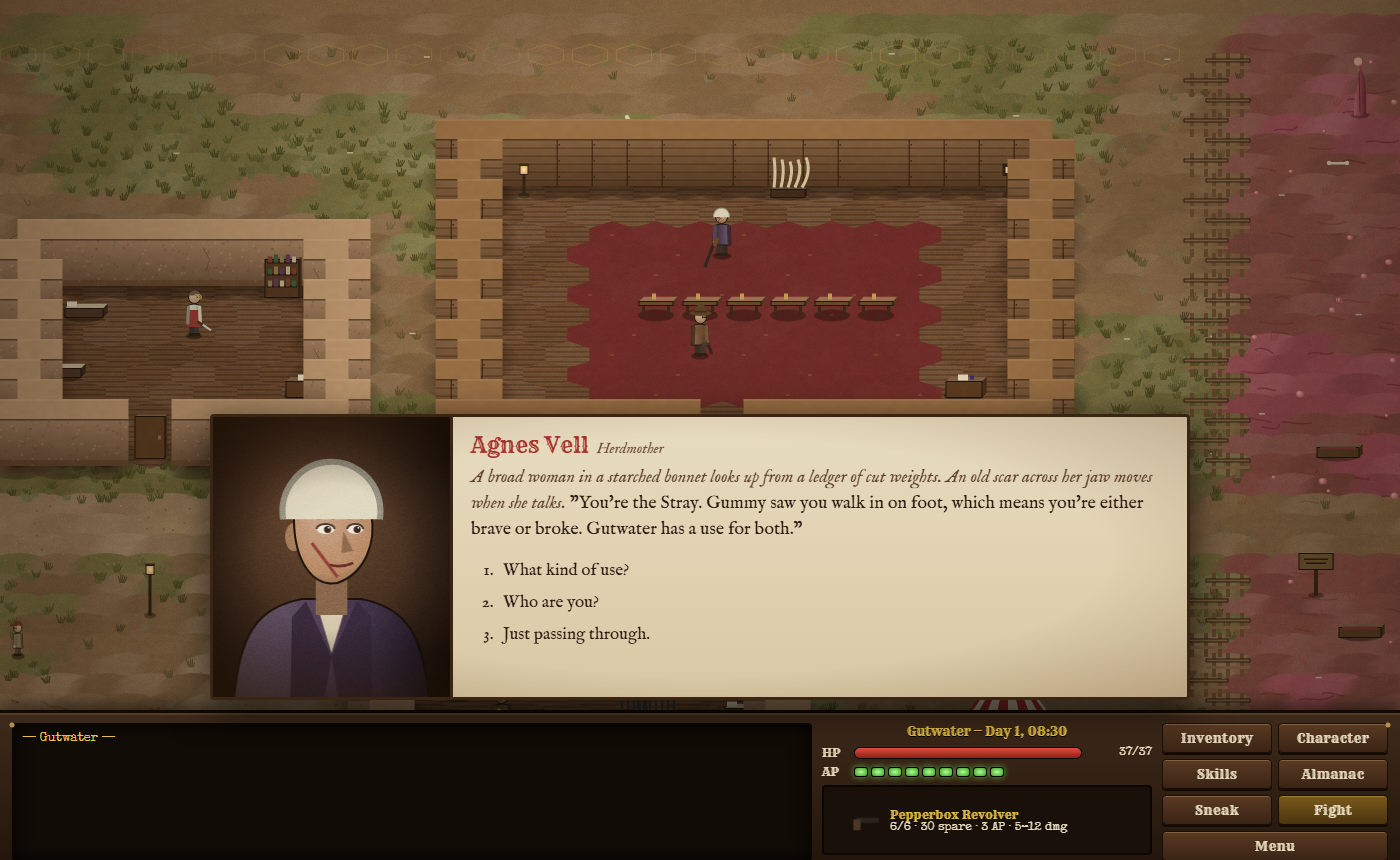 Agnes Vell Herdmother
A broad woman in a starched bonnet looks up from a ledger of cut weights. An old scar across her jaw moves
when she talks. "You're the Stray. Gummy saw you walk in on foot, which means you're either
brave or broke. Gutwater has a use for both."
1. What kind of use?
2. Who are you?
3. Just passing through.
— Gutwater —
Gutwater – Day 1, 08:30
HP 37/37
AP
Pepperbox Revolver
6/6 · 30 spare · 3 AP · 5–12 dmg
Inventory Character
Skills Almanac
Sneak Fight
Menu